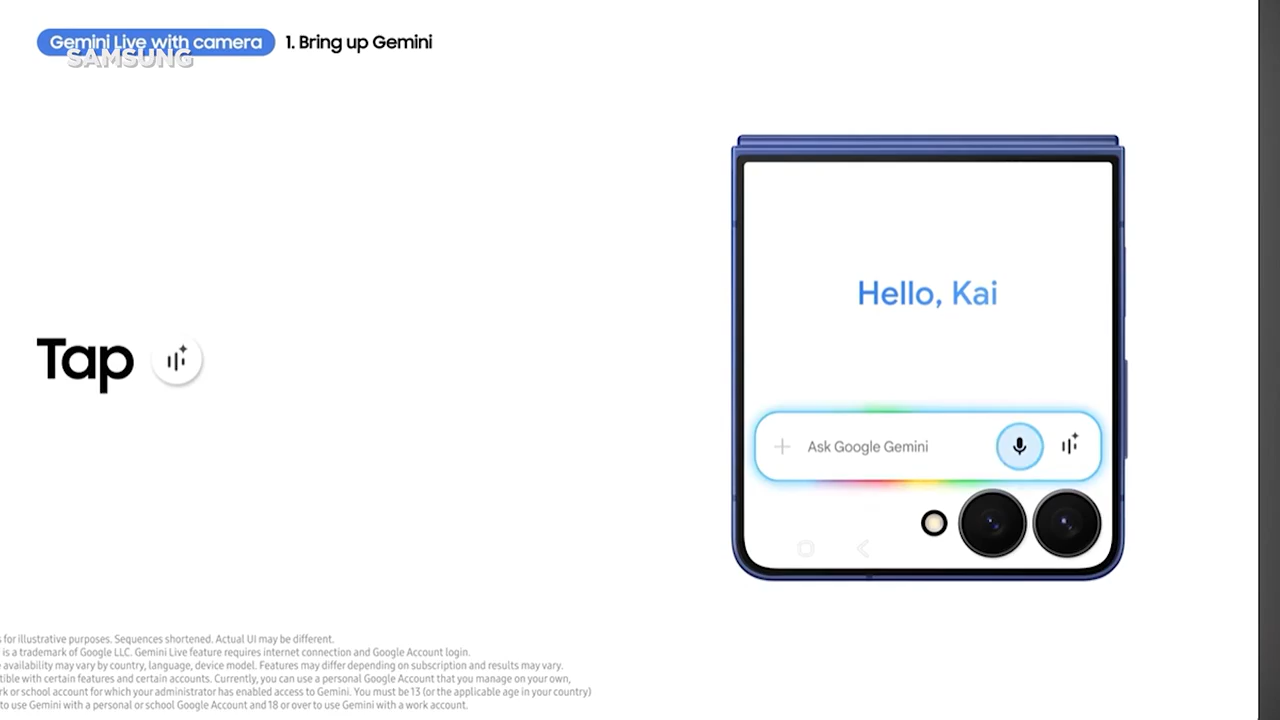 Gemini Live with camera 1. Bring up Gemini
SAMSUNG
Hello, Kai
Tap
Ask Google Gemini
for illustrative purposes. Sequences shortened. Actual UI may be different.
is a trademark of Google LLC. Gemini Live feature requires internet connection and Google Account login.
availability may vary by country, language, device model. Features may differ depending on subscription and results may vary.
with certain features and certain accounts. Currently, you can use a personal Google Account that you manage on your own,
or school account for which your administrator has enabled access to Gemini. You must be 13 (or the applicable age in your country)
to use Gemini with a personal or school Google Account and 18 or over to use Gemini with a work account.